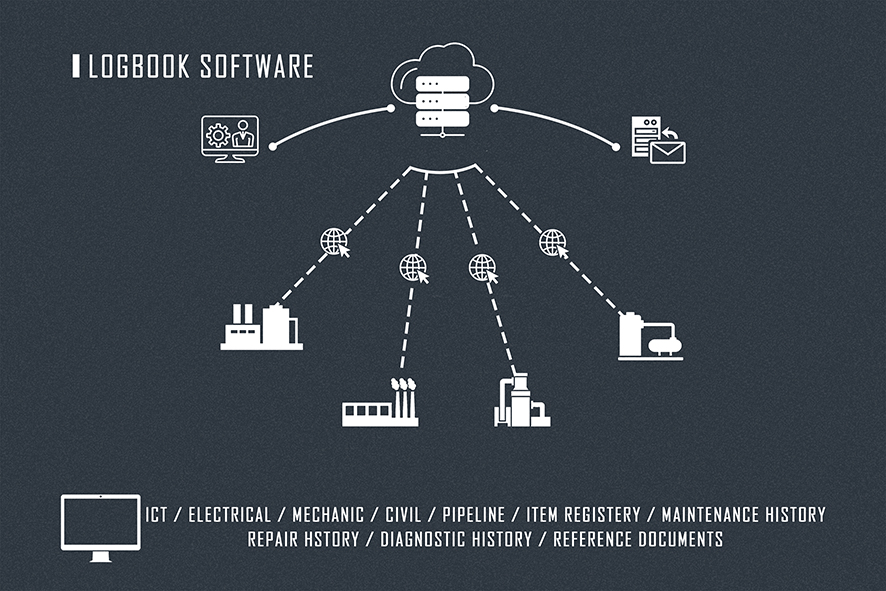 LOGBOOK SOFTWARE
ICT / ELECTRICAL / MECHANIC / CIVIL / PIPELINE / ITEM REGISTERY / MAINTENANCE HISTORY
REPAIR HSTORY / DIAGNOSTIC HISTORY / REFERENCE DOCUMENTS